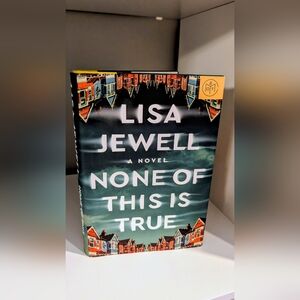 LISA
JEWELL
A NOVEL
NONE OF
THIS IS
TRUE